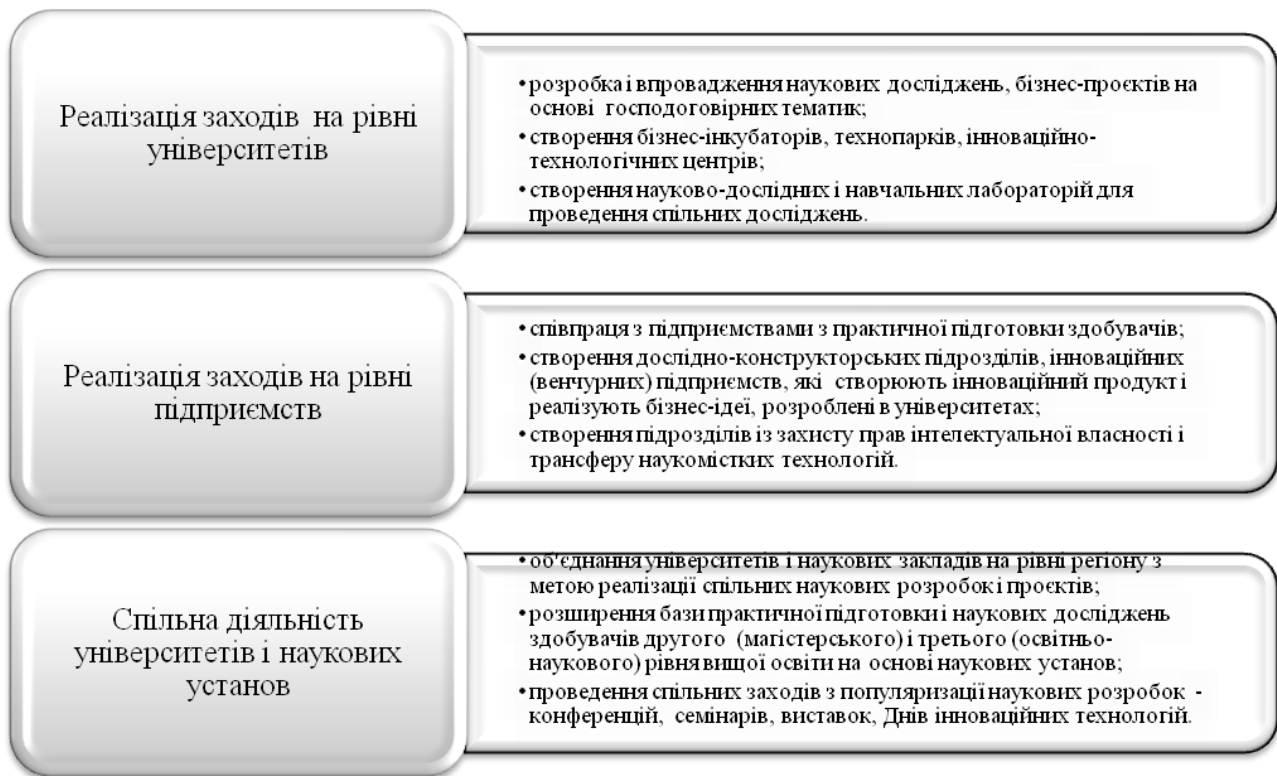 Реалізація заходів на рівні
університетів
•розробка і впровадження наукових досліджень, бізнес-проєктів на
основі господоговірних тематик;
•створення бізнес-інкубаторів, технопарків, інноваційно-
технологічних центрів;
•створення науково-дослідних і навчальних лабораторій для
проведення спільних досліджень.
Реалізація заходів на рівні
підприємств
•співпраця з підприємствами з практичної підготовки здобувачів;
•створення дослідно-конструкторських підрозділів, інноваційних
(венчурних) підприємств, які створюють інноваційний продукт і
реалізують бізнес-ідеї, розроблені в університетах;
•створення підрозділів із захисту прав інтелектуальної власності і
трансферу наукомістких технологій.
Спільна діяльність
університетів і наукових
установ
•об'єднання університетів і наукових закладів на рівні регіону з
метою реалізації спільних наукових розробок і проєктів;
•розширення бази практичної підготовки і наукових досліджень
здобувачів другого (магістерського) і третього (освітньо-
наукового) рівня вищої освіти на основі наукових установ;
•проведення спільних заходів з популяризації наукових розробок -
конференцій, семінарів, виставок, Днів інноваційних технологій.